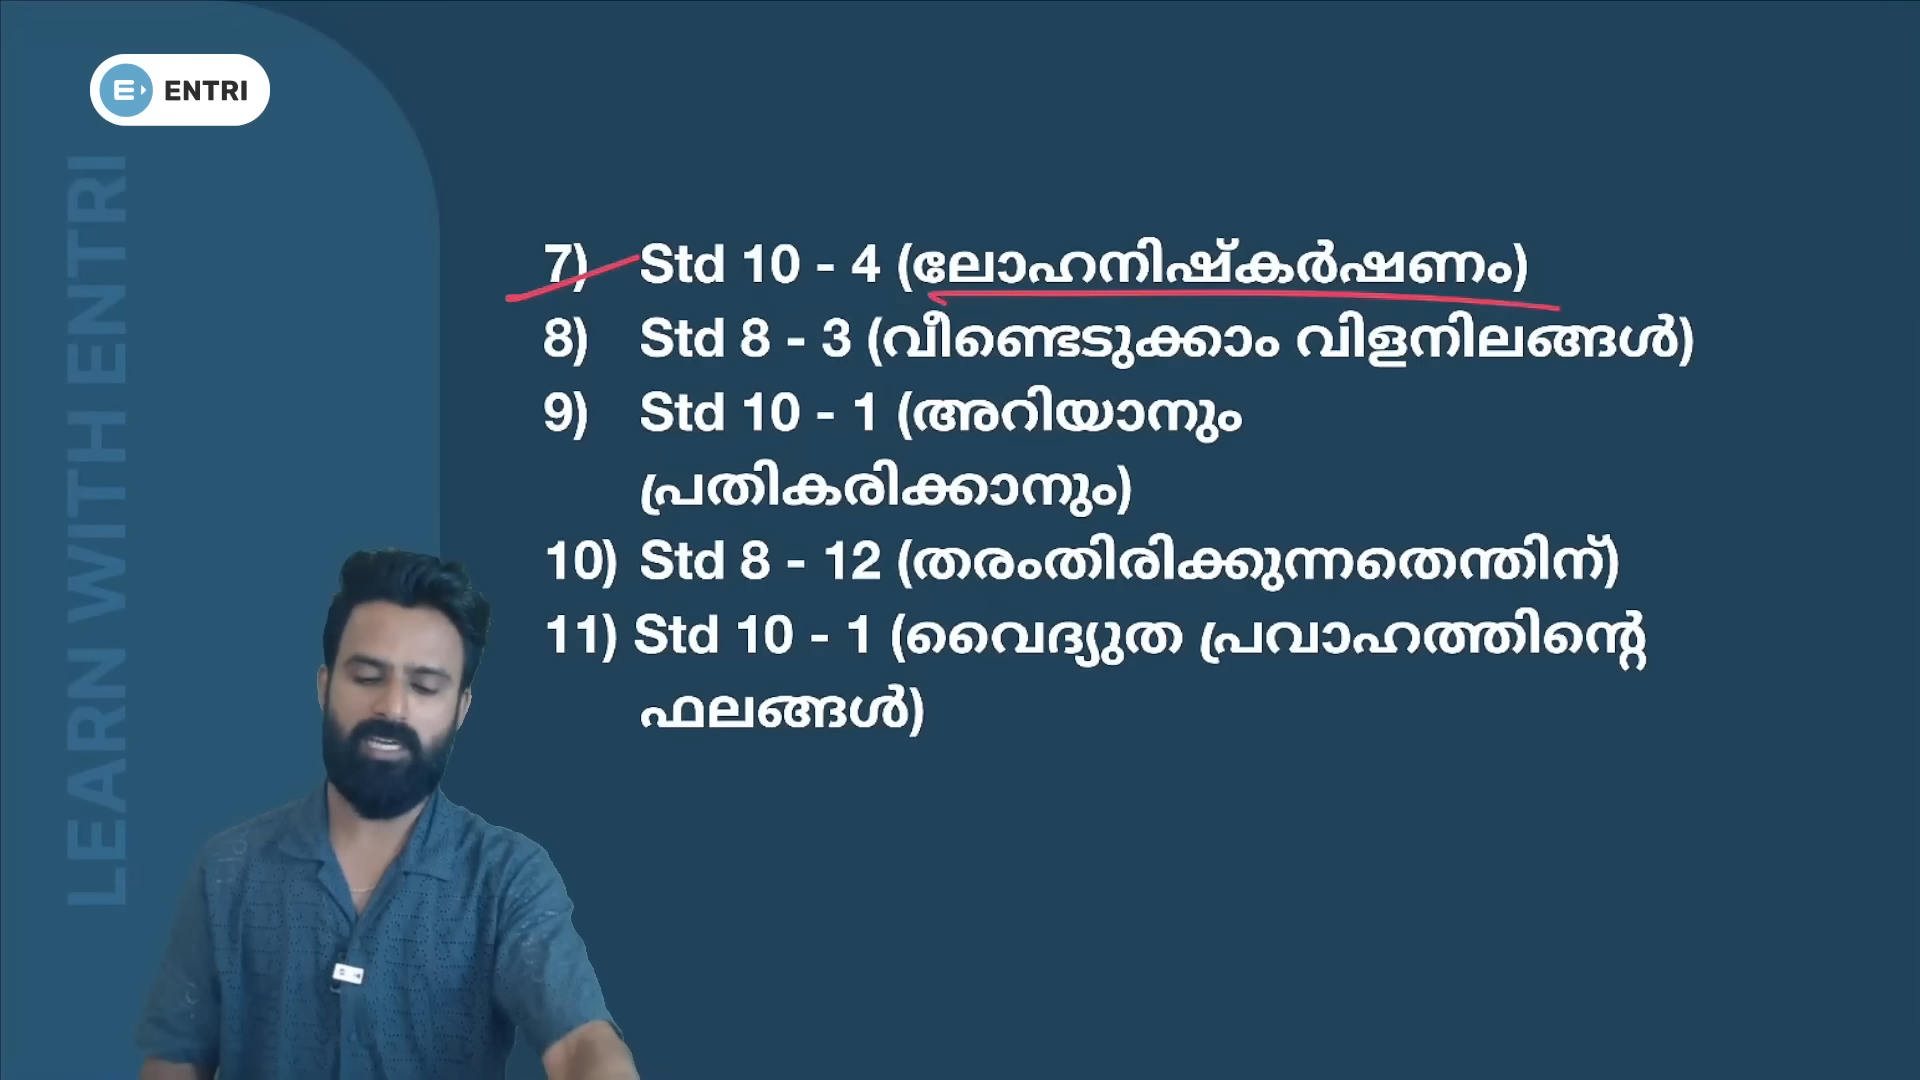 ENTRI
LEARN WITH ENTRI
7) Std 10 - 4 (ലോഹനിഷ്കർഷണം)
8) Std 8 - 3 (വീണ്ടെടുക്കാം വിളനിലങ്ങൾ)
9) Std 10 - 1 (അറിയാനും
പ്രതികരിക്കാനും)
10) Std 8 - 12 (തരംതിരിക്കുന്നതെന്തിന്)
11) Std 10 - 1 (വൈദ്യുത പ്രവാഹത്തിന്റെ
ഫലങ്ങൾ)